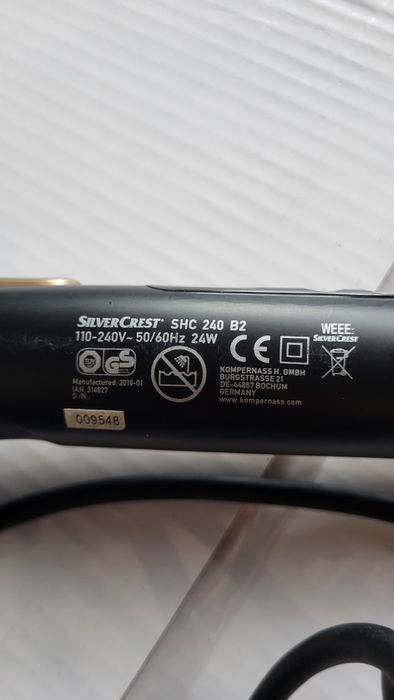 SILVERCREST® SHC 240 B2
110-240V~ 50/60Hz 24W
Manufactured: 2019-01
IAN: 314827
S./N.:
009548
KOMPERNASS H. GMBH
BURGSTRASSE 21
DE-44867 BOCHUM
GERMANY
www.kompernass.com
WEEE:
SILVERCREST